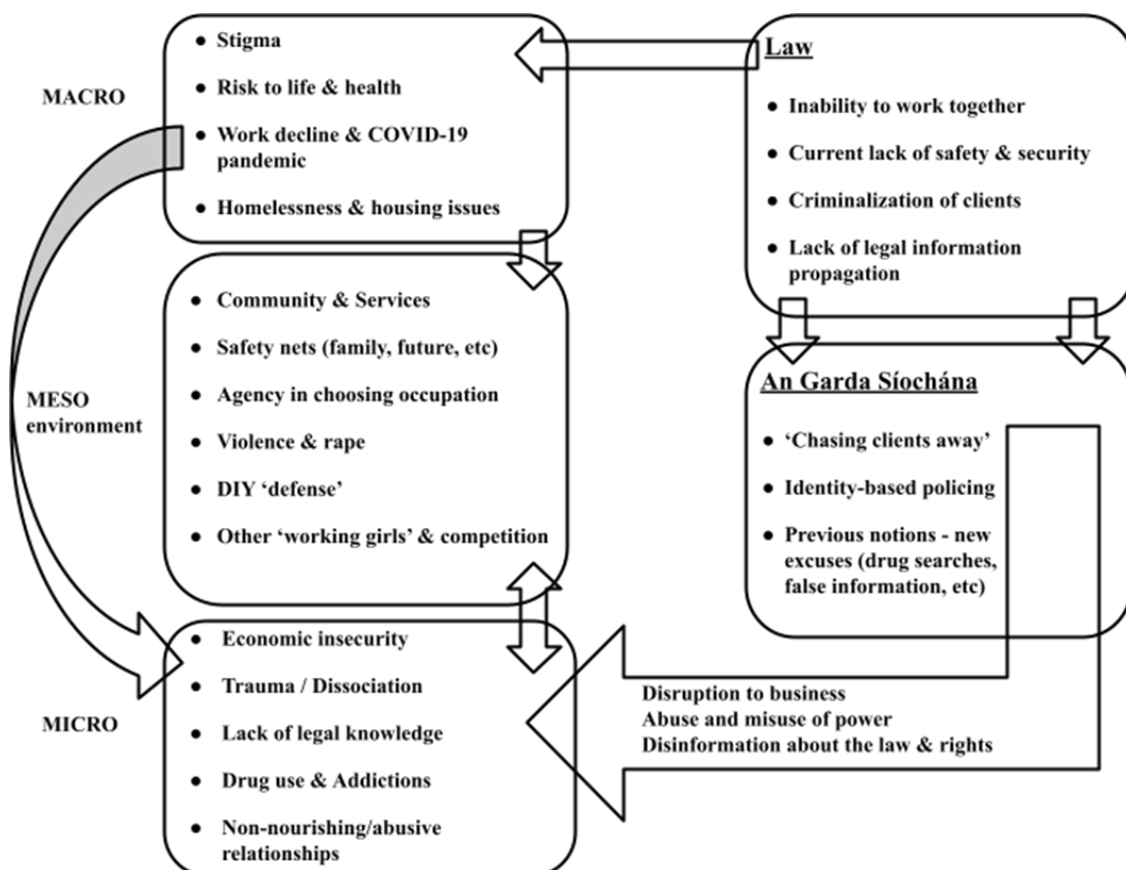 MACRO
● Stigma
● Risk to life & health
● Work decline & COVID-19
pandemic
● Homelessness & housing issues
Law
● Inability to work together
● Current lack of safety & security
● Criminalization of clients
● Lack of legal information
propagation
MESO
environment
● Community & Services
● Safety nets (family, future, etc)
● Agency in choosing occupation
● Violence & rape
● DIY ‘defense’
● Other ‘working girls’ & competition
An Garda Síochána
● ‘Chasing clients away’
● Identity-based policing
● Previous notions - new
excuses (drug searches,
false information, etc)
MICRO
● Economic insecurity
● Trauma / Dissociation
● Lack of legal knowledge
● Drug use & Addictions
● Non-nourishing/abusive
relationships
Disruption to business
Abuse and misuse of power
Disinformation about the law & rights